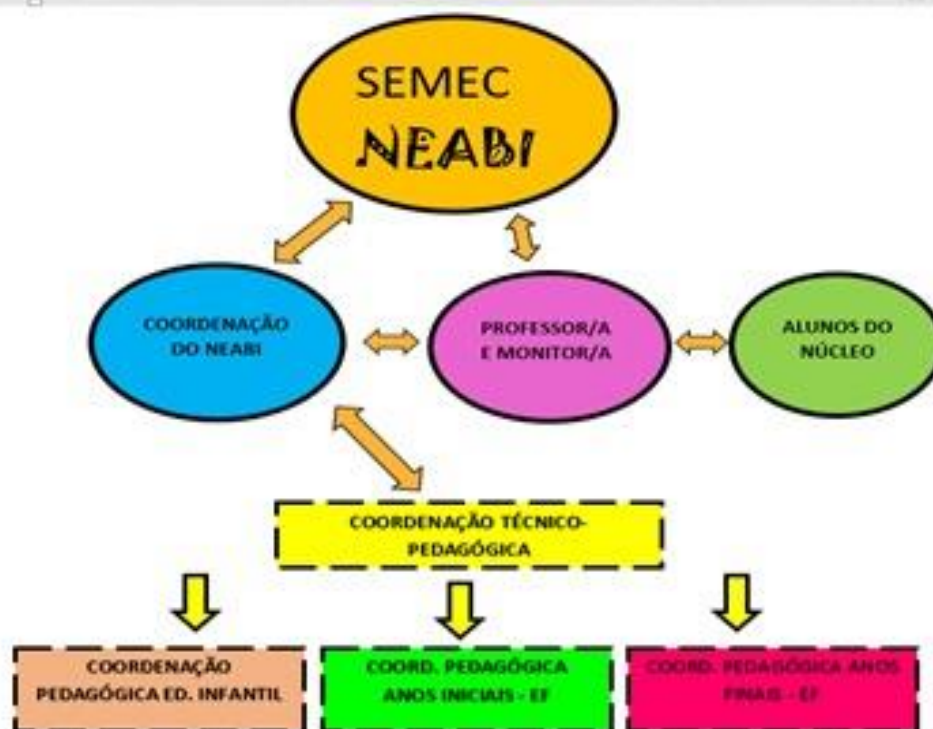 SEMEC
NEABI
COORDENAÇÃO
DO NEABI
PROFESSOR/A
E MONITOR/A
ALUNOS DO
NÚCLEO
COORDENAÇÃO TÉCNICO-
PEDAGÓGICA
COORDENAÇÃO
PEDAGÓGICA ED. INFANTIL
COORD. PEDAGÓGICA
ANOS INICIAIS - EF
COORD. PEDAGÓGICA ANOS
FINAIS - EF